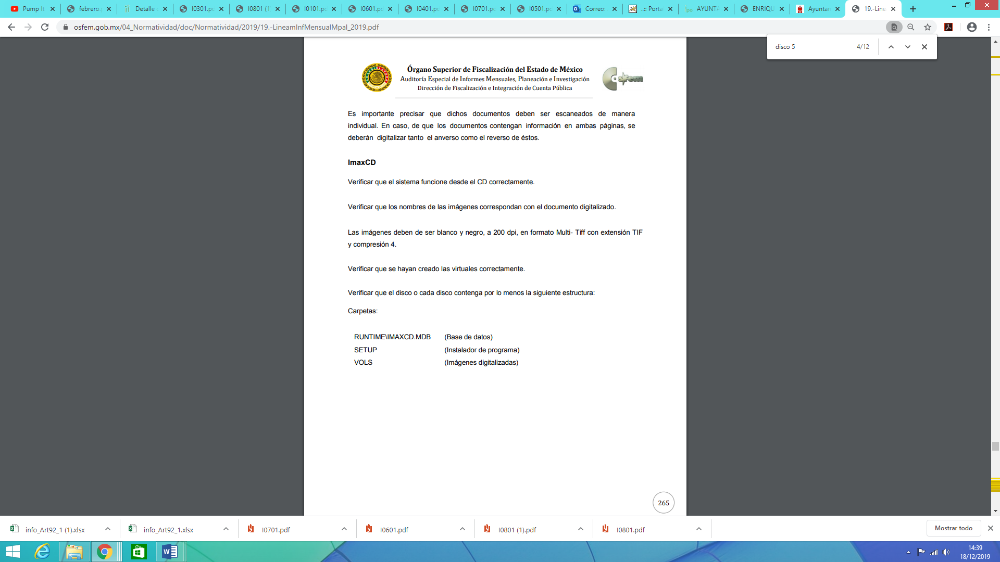 Pump It
febrero.p
Detalle d
I0301.pd
I0801 (1
I0101.pd
I0601.pd
I0401.pd
I0701.pd
I0501.pd
Correo:
..:: Porta
AYUNTA
ENRIQU
Ayuntar
19.-Line
osfem.gob.mx/04_Normatividad/doc/Normatividad/2019/19.-LineamInfMensualMpal_2019.pdf
disco 5
4/12
Órgano Superior de Fiscalización del Estado de México
Auditoría Especial de Informes Mensuales, Planeación e Investigación
Dirección de Fiscalización e Integración de Cuenta Pública
Es importante precisar que dichos documentos deben ser escaneados de manera
individual. En caso, de que los documentos contengan información en ambas páginas, se
deberán digitalizar tanto el anverso como el reverso de éstos.
ImaxCD
Verificar que el sistema funcione desde el CD correctamente.
Verificar que los nombres de las imágenes correspondan con el documento digitalizado.
Las imágenes deben de ser blanco y negro, a 200 dpi, en formato Multi- Tiff con extensión TIF
y compresión 4.
Verificar que se hayan creado las virtuales correctamente.
Verificar que el disco o cada disco contenga por lo menos la siguiente estructura:
Carpetas:
RUNTIME\IMAXCD.MDB (Base de datos)
SETUP (Instalador de programa)
VOLS (Imágenes digitalizadas)
265
info_Art92_1 (1).xlsx
info_Art92_1.xlsx
I0701.pdf
I0601.pdf
I0801 (1).pdf
I0801.pdf
Mostrar todo
14:39
18/12/2019